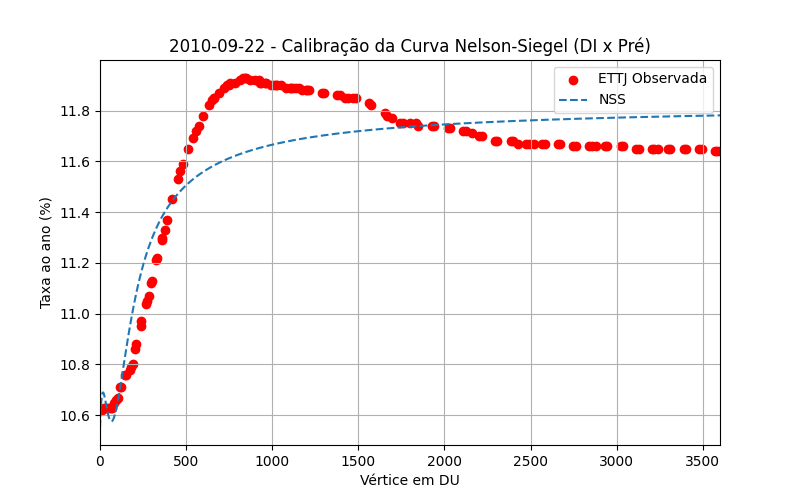 2010-09-22 - Calibração da Curva Nelson-Siegel (DI x Pré)
ETTJ Observada
NSS
Taxa ao ano (%)
11.8
11.6
11.4
11.2
11.0
10.8
10.6
0 500 1000 1500 2000 2500 3000 3500
Vértice em DU